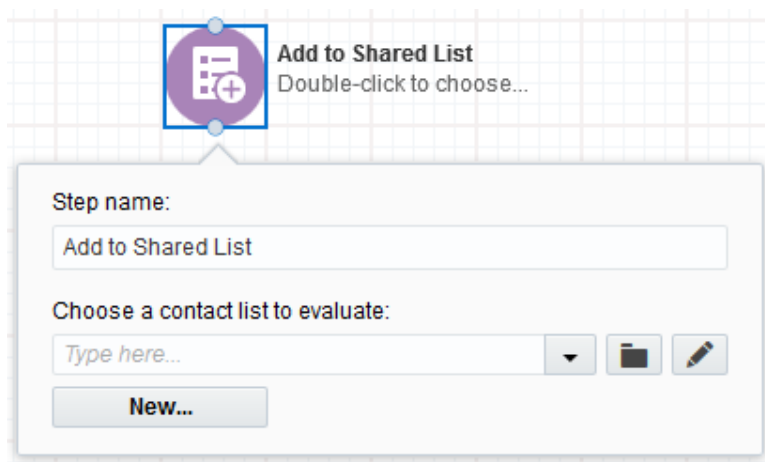 Add to Shared List
Double-click to choose...
Step name:
Add to Shared List
Choose a contact list to evaluate:
Type here...
New...